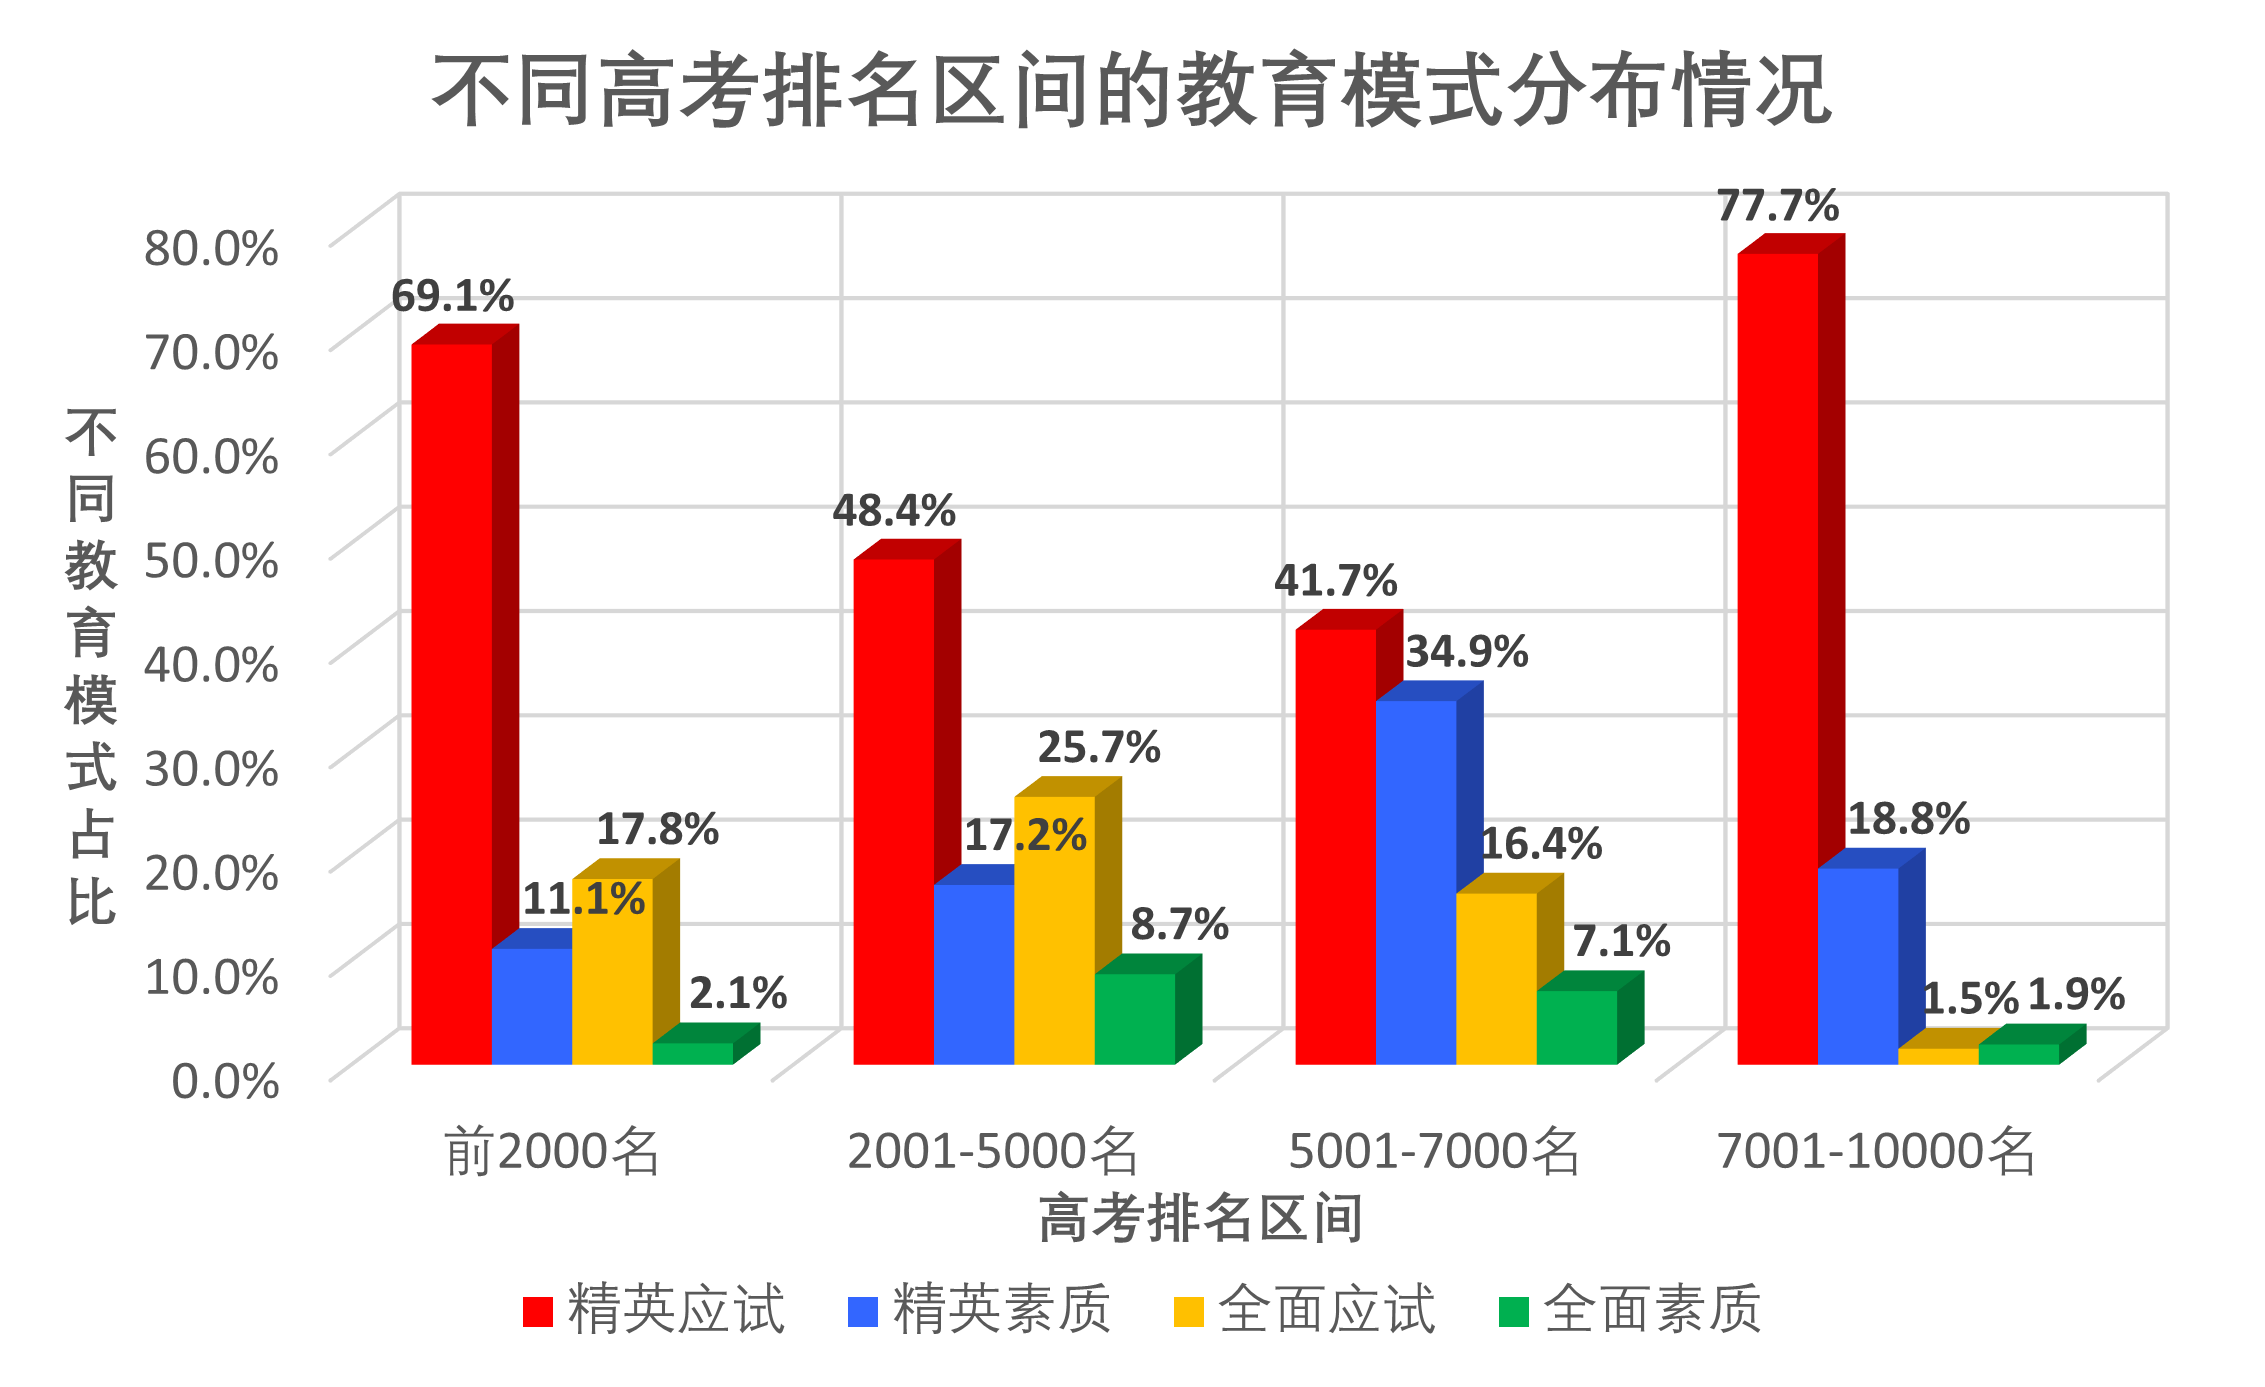 不同高考排名区间的教育模式分布情况
不同教育模式占比
80.0%
70.0%
60.0%
50.0%
40.0%
30.0%
20.0%
10.0%
0.0%
69.1%
11.1%
17.8%
2.1%
48.4%
17.2%
25.7%
8.7%
41.7%
34.9%
16.4%
7.1%
77.7%
18.8%
1.5%
1.9%
前2000名
2001-5000名
5001-7000名
7001-10000名
高考排名区间
精英应试
精英素质
全面应试
全面素质